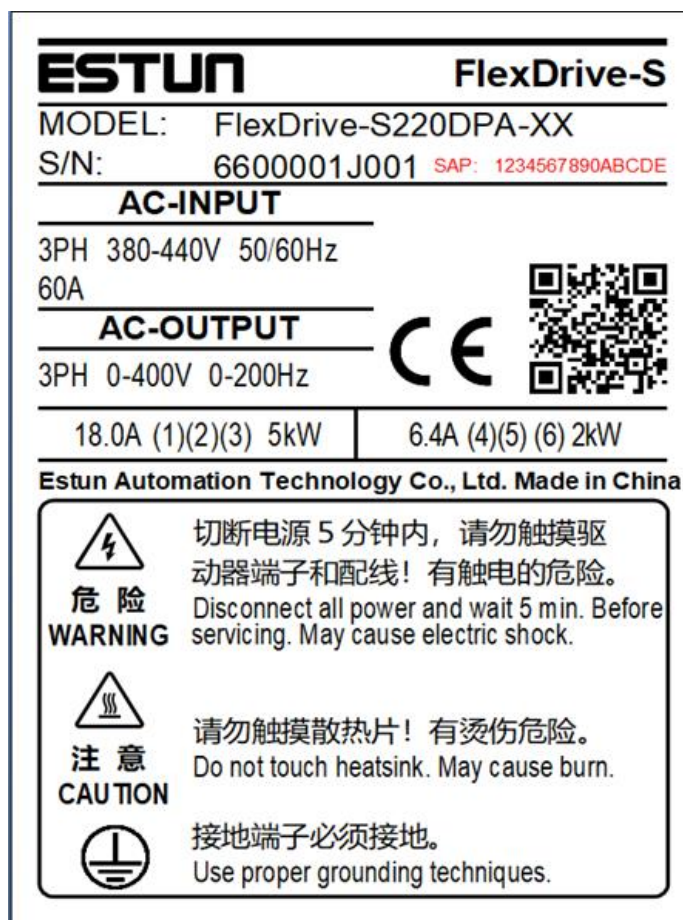 ESTUN
FlexDrive-S
MODEL: FlexDrive-S220DPA-XX
S/N: 6600001J001 SAP: 1234567890ABCDE
AC-INPUT
3PH 380-440V 50/60Hz
60A
AC-OUTPUT
3PH 0-400V 0-200Hz
CE
18.0A (1)(2)(3) 5kW
6.4A (4)(5) (6) 2kW
Estun Automation Technology Co., Ltd. Made in China
危 险
WARNING
切断电源 5 分钟内，请勿触摸驱
动器端子和配线！有触电的危险。
Disconnect all power and wait 5 min. Before
servicing. May cause electric shock.
注 意
CAUTION
请勿触摸散热片！有烫伤危险。
Do not touch heatsink. May cause burn.
接地端子必须接地。
Use proper grounding techniques.